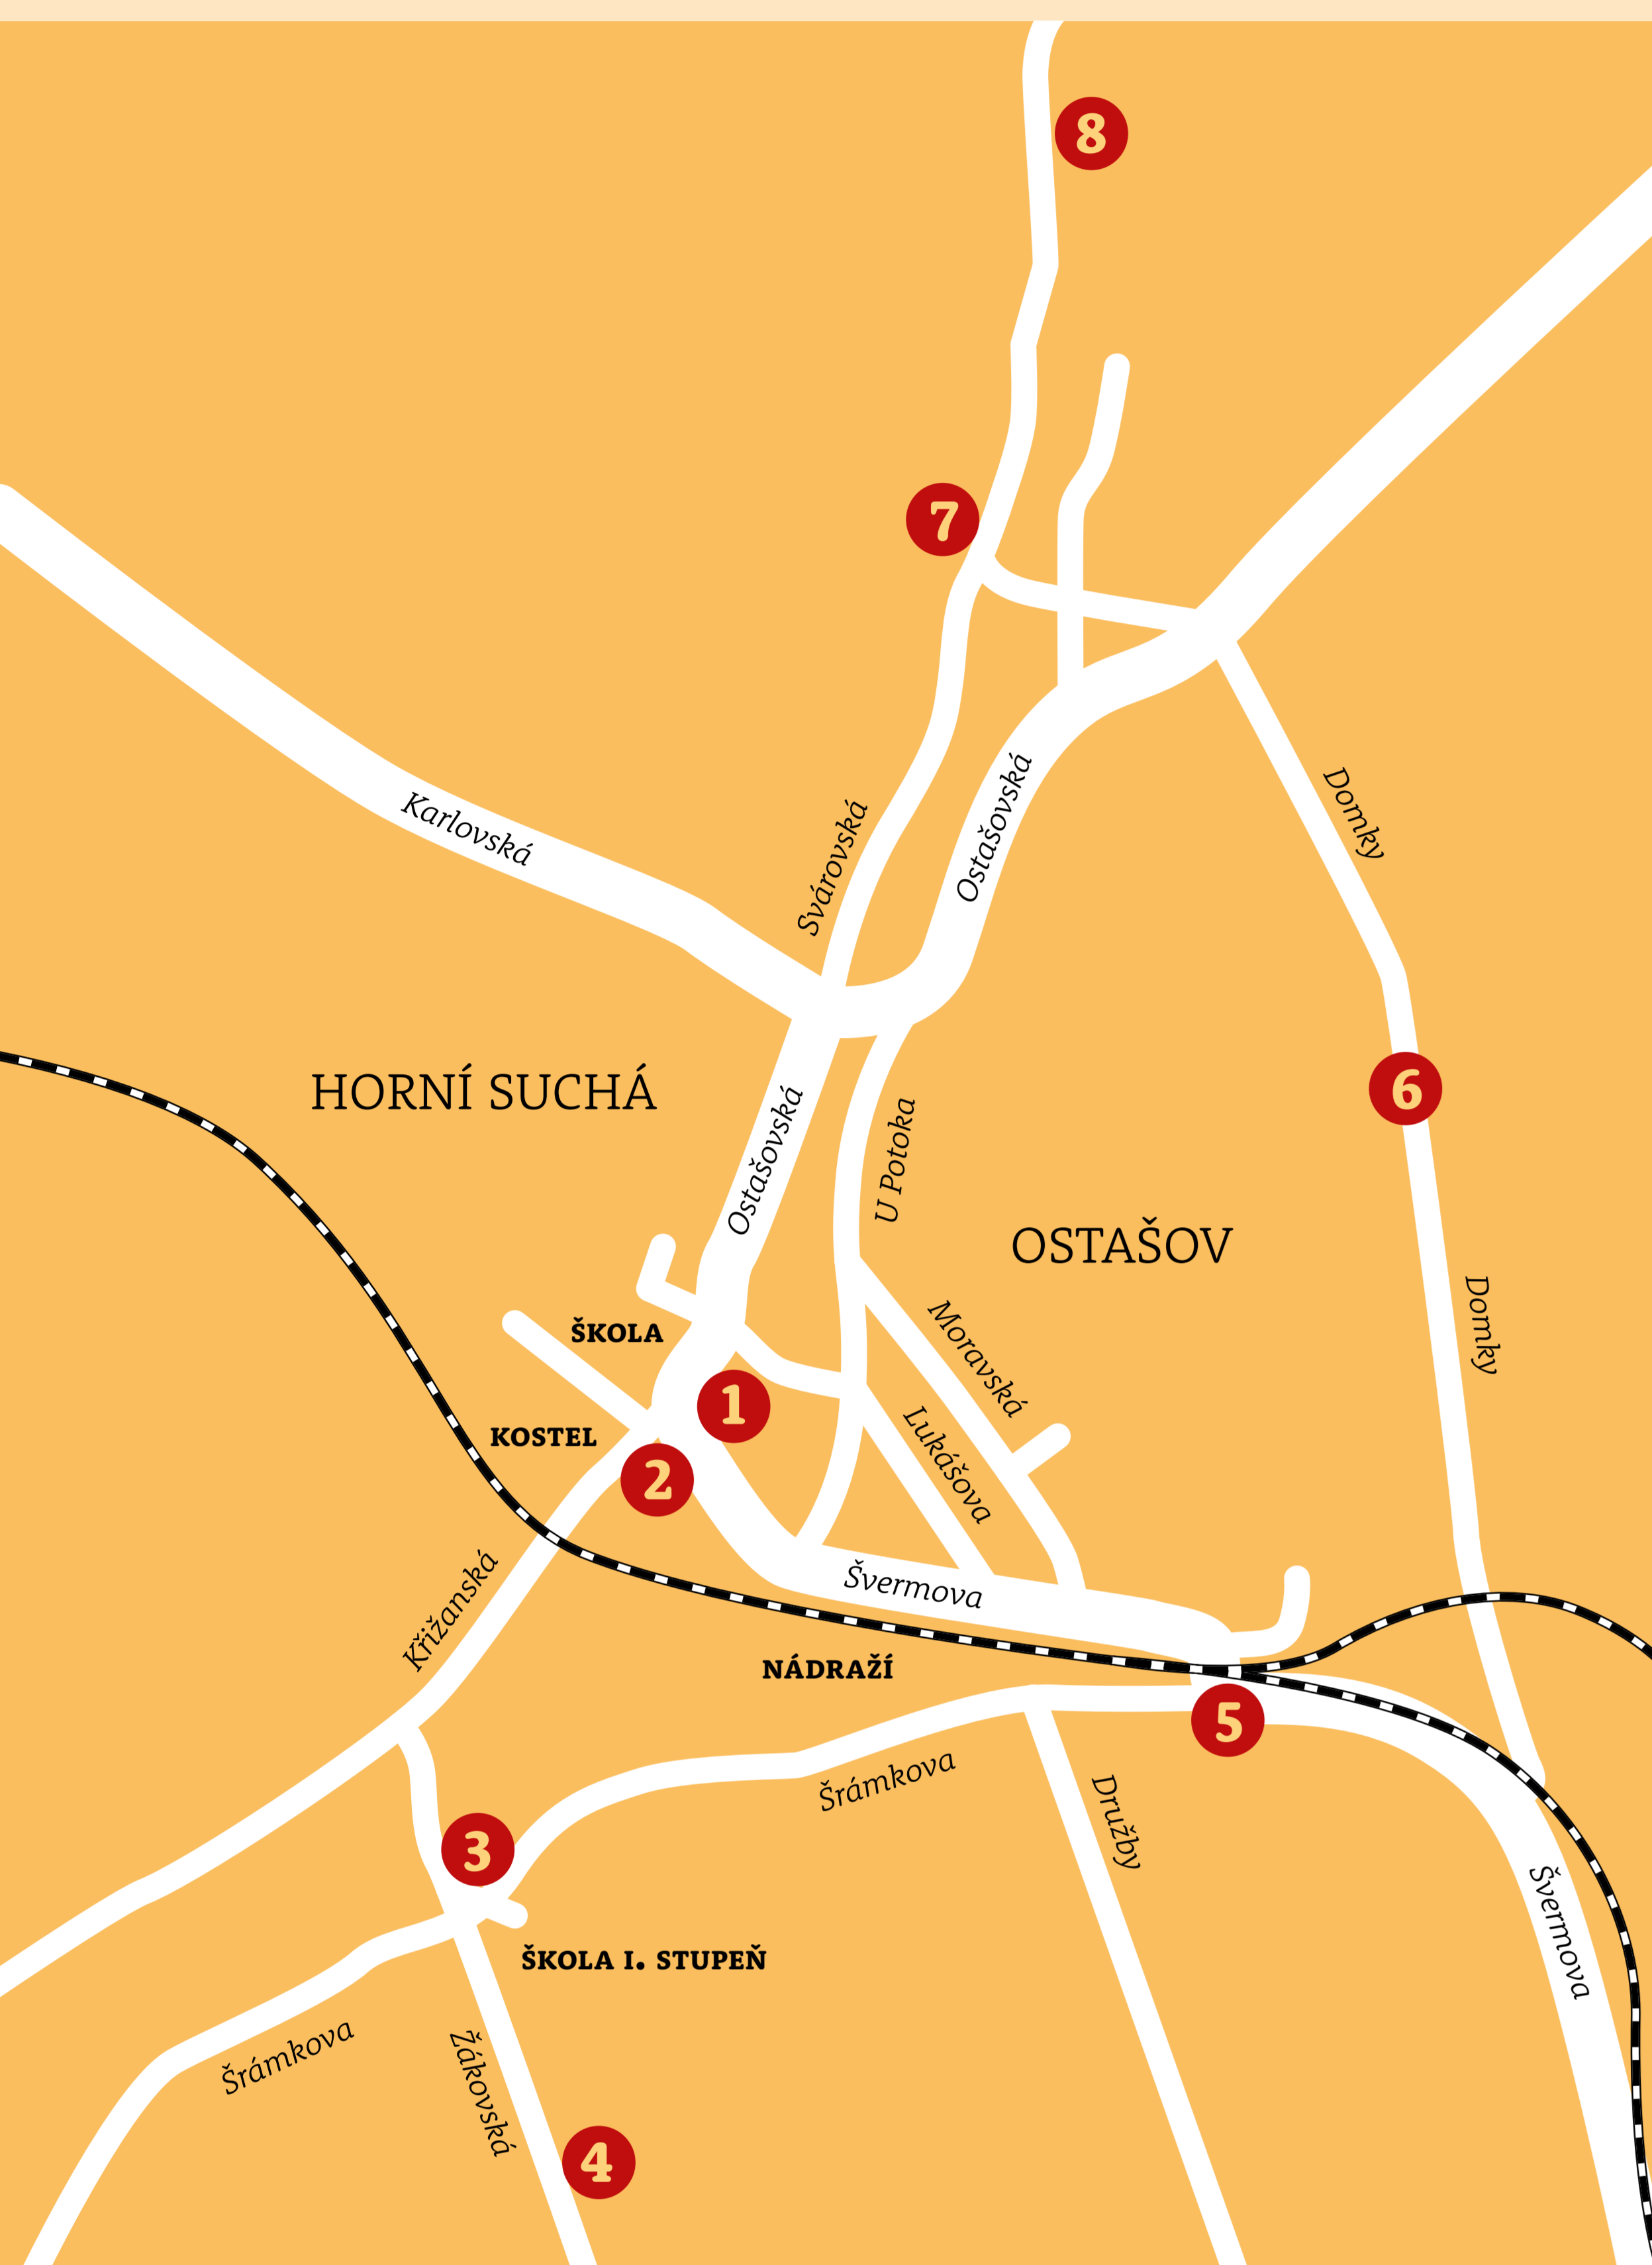 8
7
Ostašovská
Domky
Karlovská
Svárovská
HORNÍ SUCHÁ
6
Ostašovská
U Potoka
OSTAŠOV
Domky
ŠKOLA
Moravská
1
KOSTEL
Lukášova
2
Švermova
Křižanská
NÁDRAŽÍ
5
Šrámkova
Družby
3
Švermova
ŠKOLA I. STUPEŇ
Šrámkova
Žákovská
4